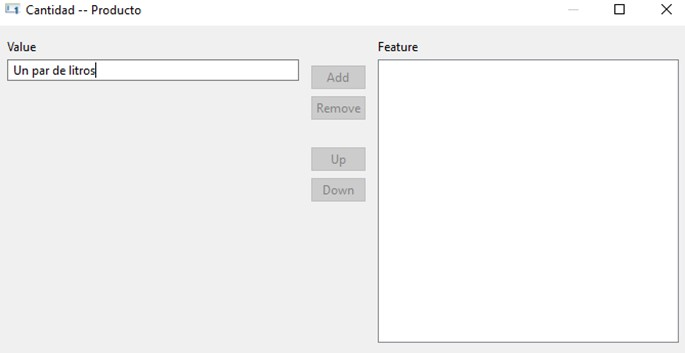 Cantidad -- Producto
Value
Un par de litros
Add
Remove
Up
Down
Feature